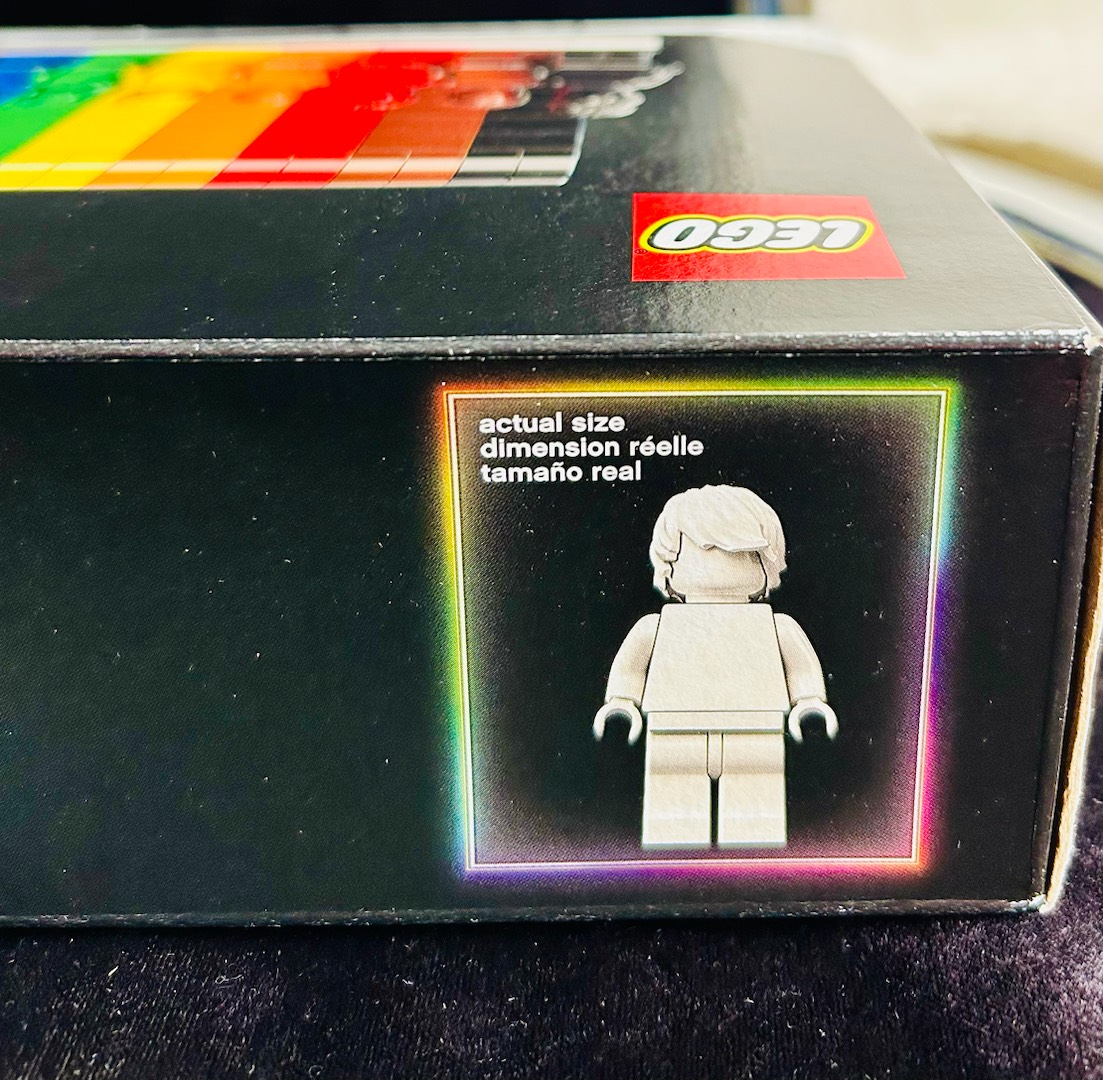 LEGO
actual size
dimension réelle
tamaño real